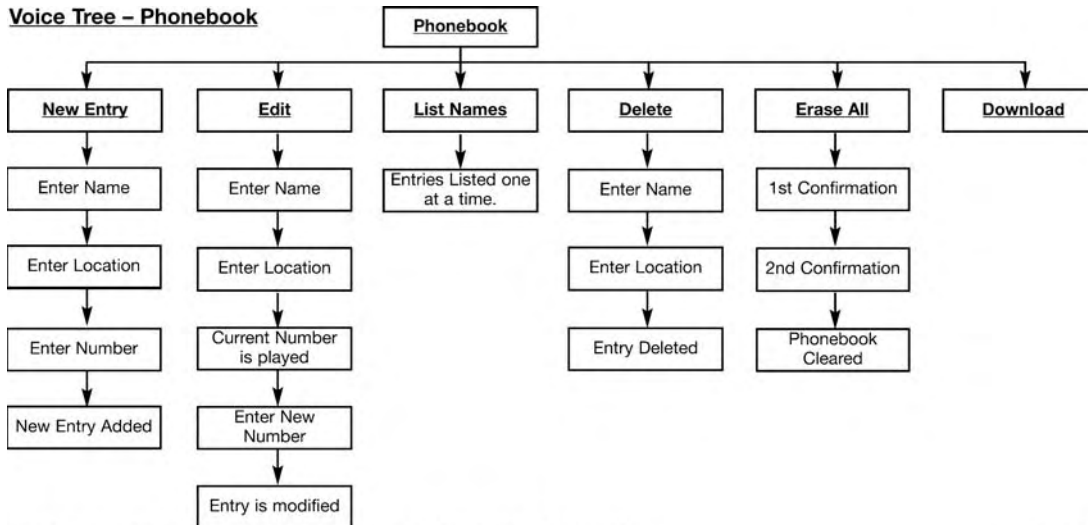 Voice Tree – Phonebook
Phonebook
New Entry
Edit
List Names
Delete
Erase All
Download
Enter Name
Enter Name
Entries Listed one
at a time.
Enter Name
1st Confirmation
Enter Location
Enter Location
Enter Location
2nd Confirmation
Enter Number
Current Number
is played
Entry Deleted
Phonebook
Cleared
New Entry Added
Enter New
Number
Entry is modified